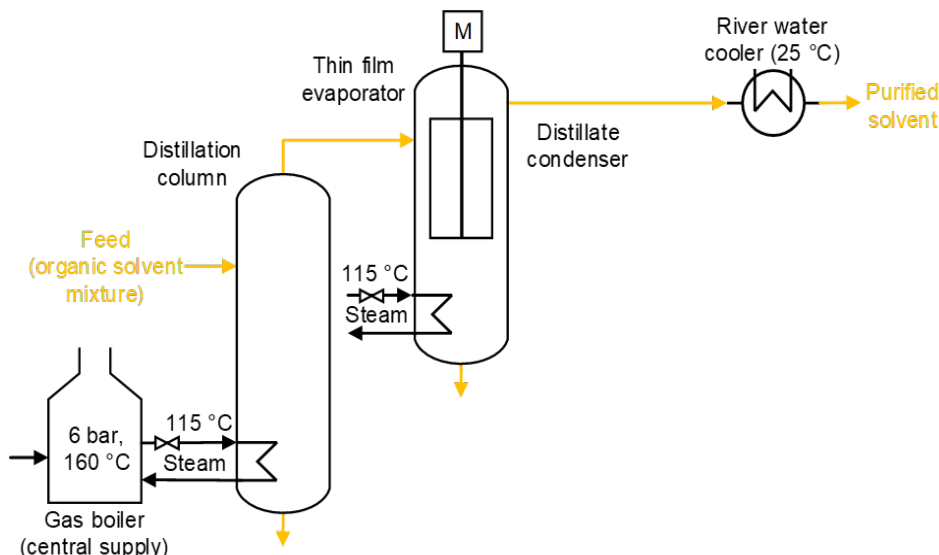 M
River water
cooler (25 °C)
Thin film
evaporator
Purified
solvent
Distillate
condenser
Distillation
column
Feed
(organic solvent
mixture)
115 °C
Steam
115 °C
6 bar,
160 °C
Steam
Gas boiler
(central supply)